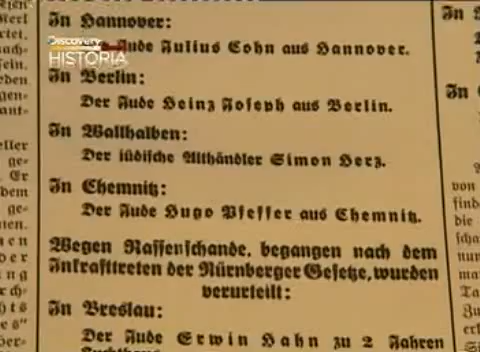 In Hannover:
Der Jude Julius Cohn aus Hannover.
Discovery
HISTORIA
In Berlin:
Der Jude Heinz Joseph aus Berlin.
In Wallhalben:
Der jüdische Althändler Simon Herz.
In Chemnitz:
Der Jude Hugo Pfeffer aus Chemnitz.
Wegen Rassenschande, begangen nach dem
Inkrafttreten der Nürnberger Gesetze, wurden
verurteilt:
In Breslau:
Der Jude Erwin Hahn zu 2 Jahren
Zuchthaus